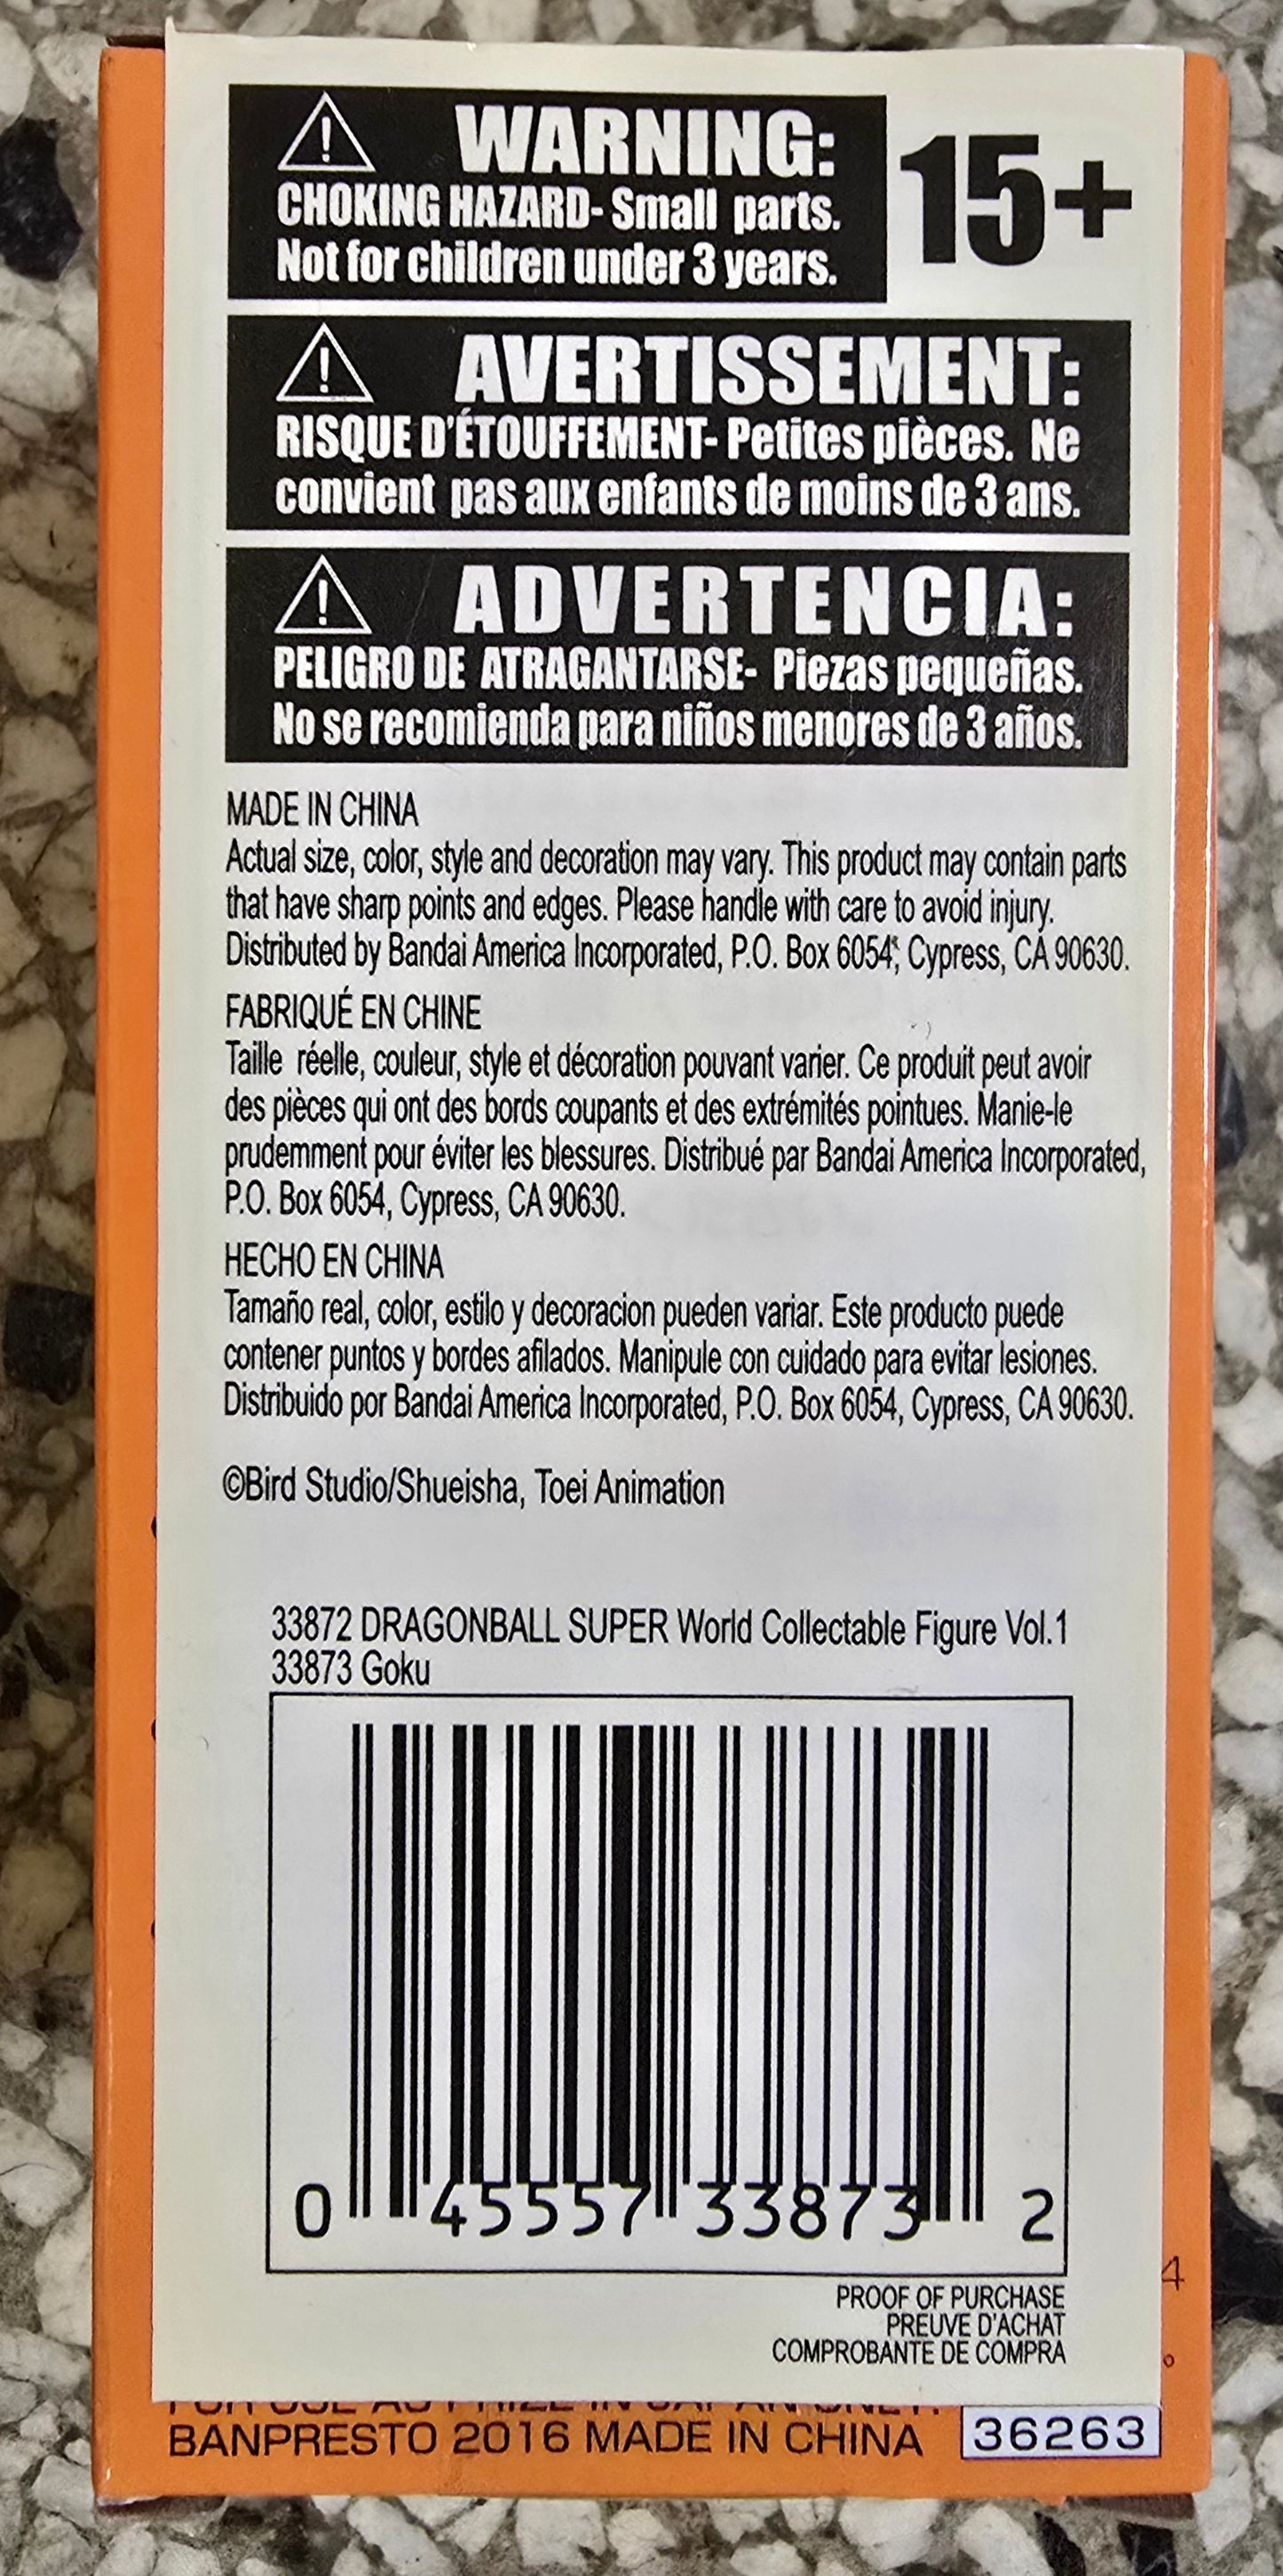 WARNING:
15+
CHOKING HAZARD- Small parts.
Not for children under 3 years.
AVERTISSEMENT:
RISQUE D'ÉTOUFFEMENT- Petites pièces. Ne
convient pas aux enfants de moins de 3 ans.
ADVERTENCIA:
PELIGRO DE ATRAGANTARSE- Piezas pequeñas.
No se recomienda para niños menores de 3 años.
MADE IN CHINA
Actual size, color, style and decoration may vary. This product may contain parts
that have sharp points and edges. Please handle with care to avoid injury.
Distributed by Bandai America Incorporated, P.O. Box 6054, Cypress, CA 90630.
FABRIQUÉ EN CHINE
Taille réelle, couleur, style et décoration pouvant varier. Ce produit peut avoir
des pièces qui ont des bords coupants et des extrémités pointues. Manie-le
prudemment pour éviter les blessures. Distribué par Bandai America Incorporated,
P.O. Box 6054, Cypress, CA 90630.
HECHO EN CHINA
Tamaño real, color, estilo y decoracion pueden variar. Este producto puede
contener puntos y bordes afilados. Manipule con cuidado para evitar lesiones.
Distribuido por Bandai America Incorporated, P.O. Box 6054, Cypress, CA 90630.
©Bird Studio/Shueisha, Toei Animation
33872 DRAGONBALL SUPER World Collectable Figure Vol.1
33873 Goku
0 45557 33873 2
4
PROOF OF PURCHASE
PREUVE D'ACHAT
COMPROBANTE DE COMPRA
FOR USE AS PRIZE IN JAPAN ONLY.
BANPRESTO 2016 MADE IN CHINA 36263